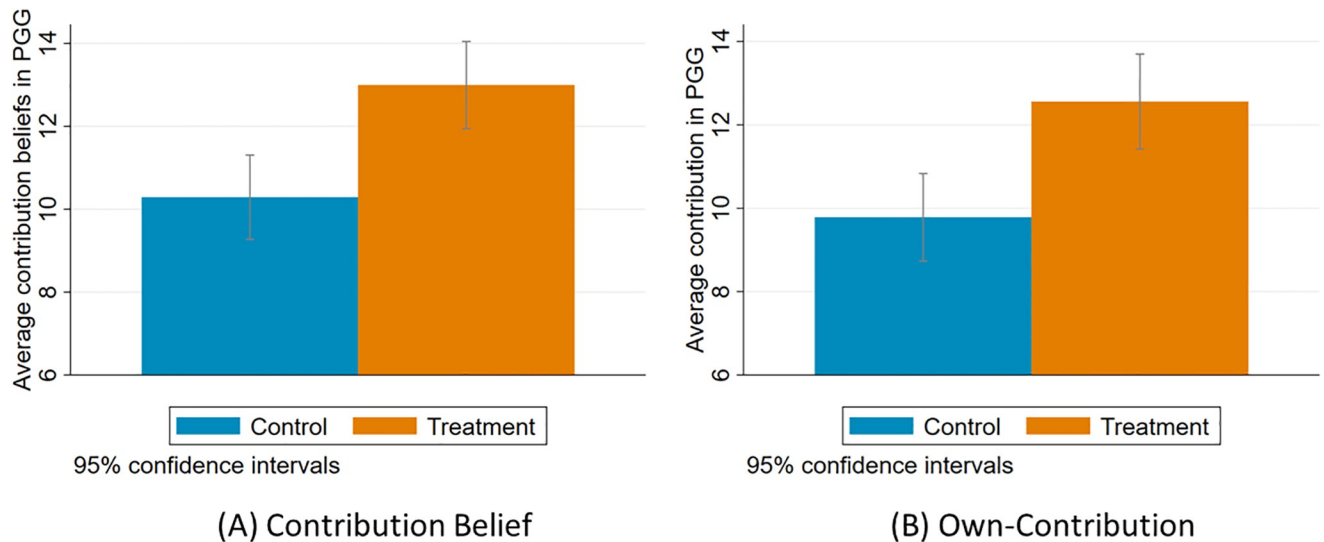 Average contribution beliefs in PGG
14
12
10
8
6
Control
Treatment
95% confidence intervals
(A) Contribution Belief
Average contribution in PGG
14
12
10
8
6
Control
Treatment
95% confidence intervals
(B) Own-Contribution